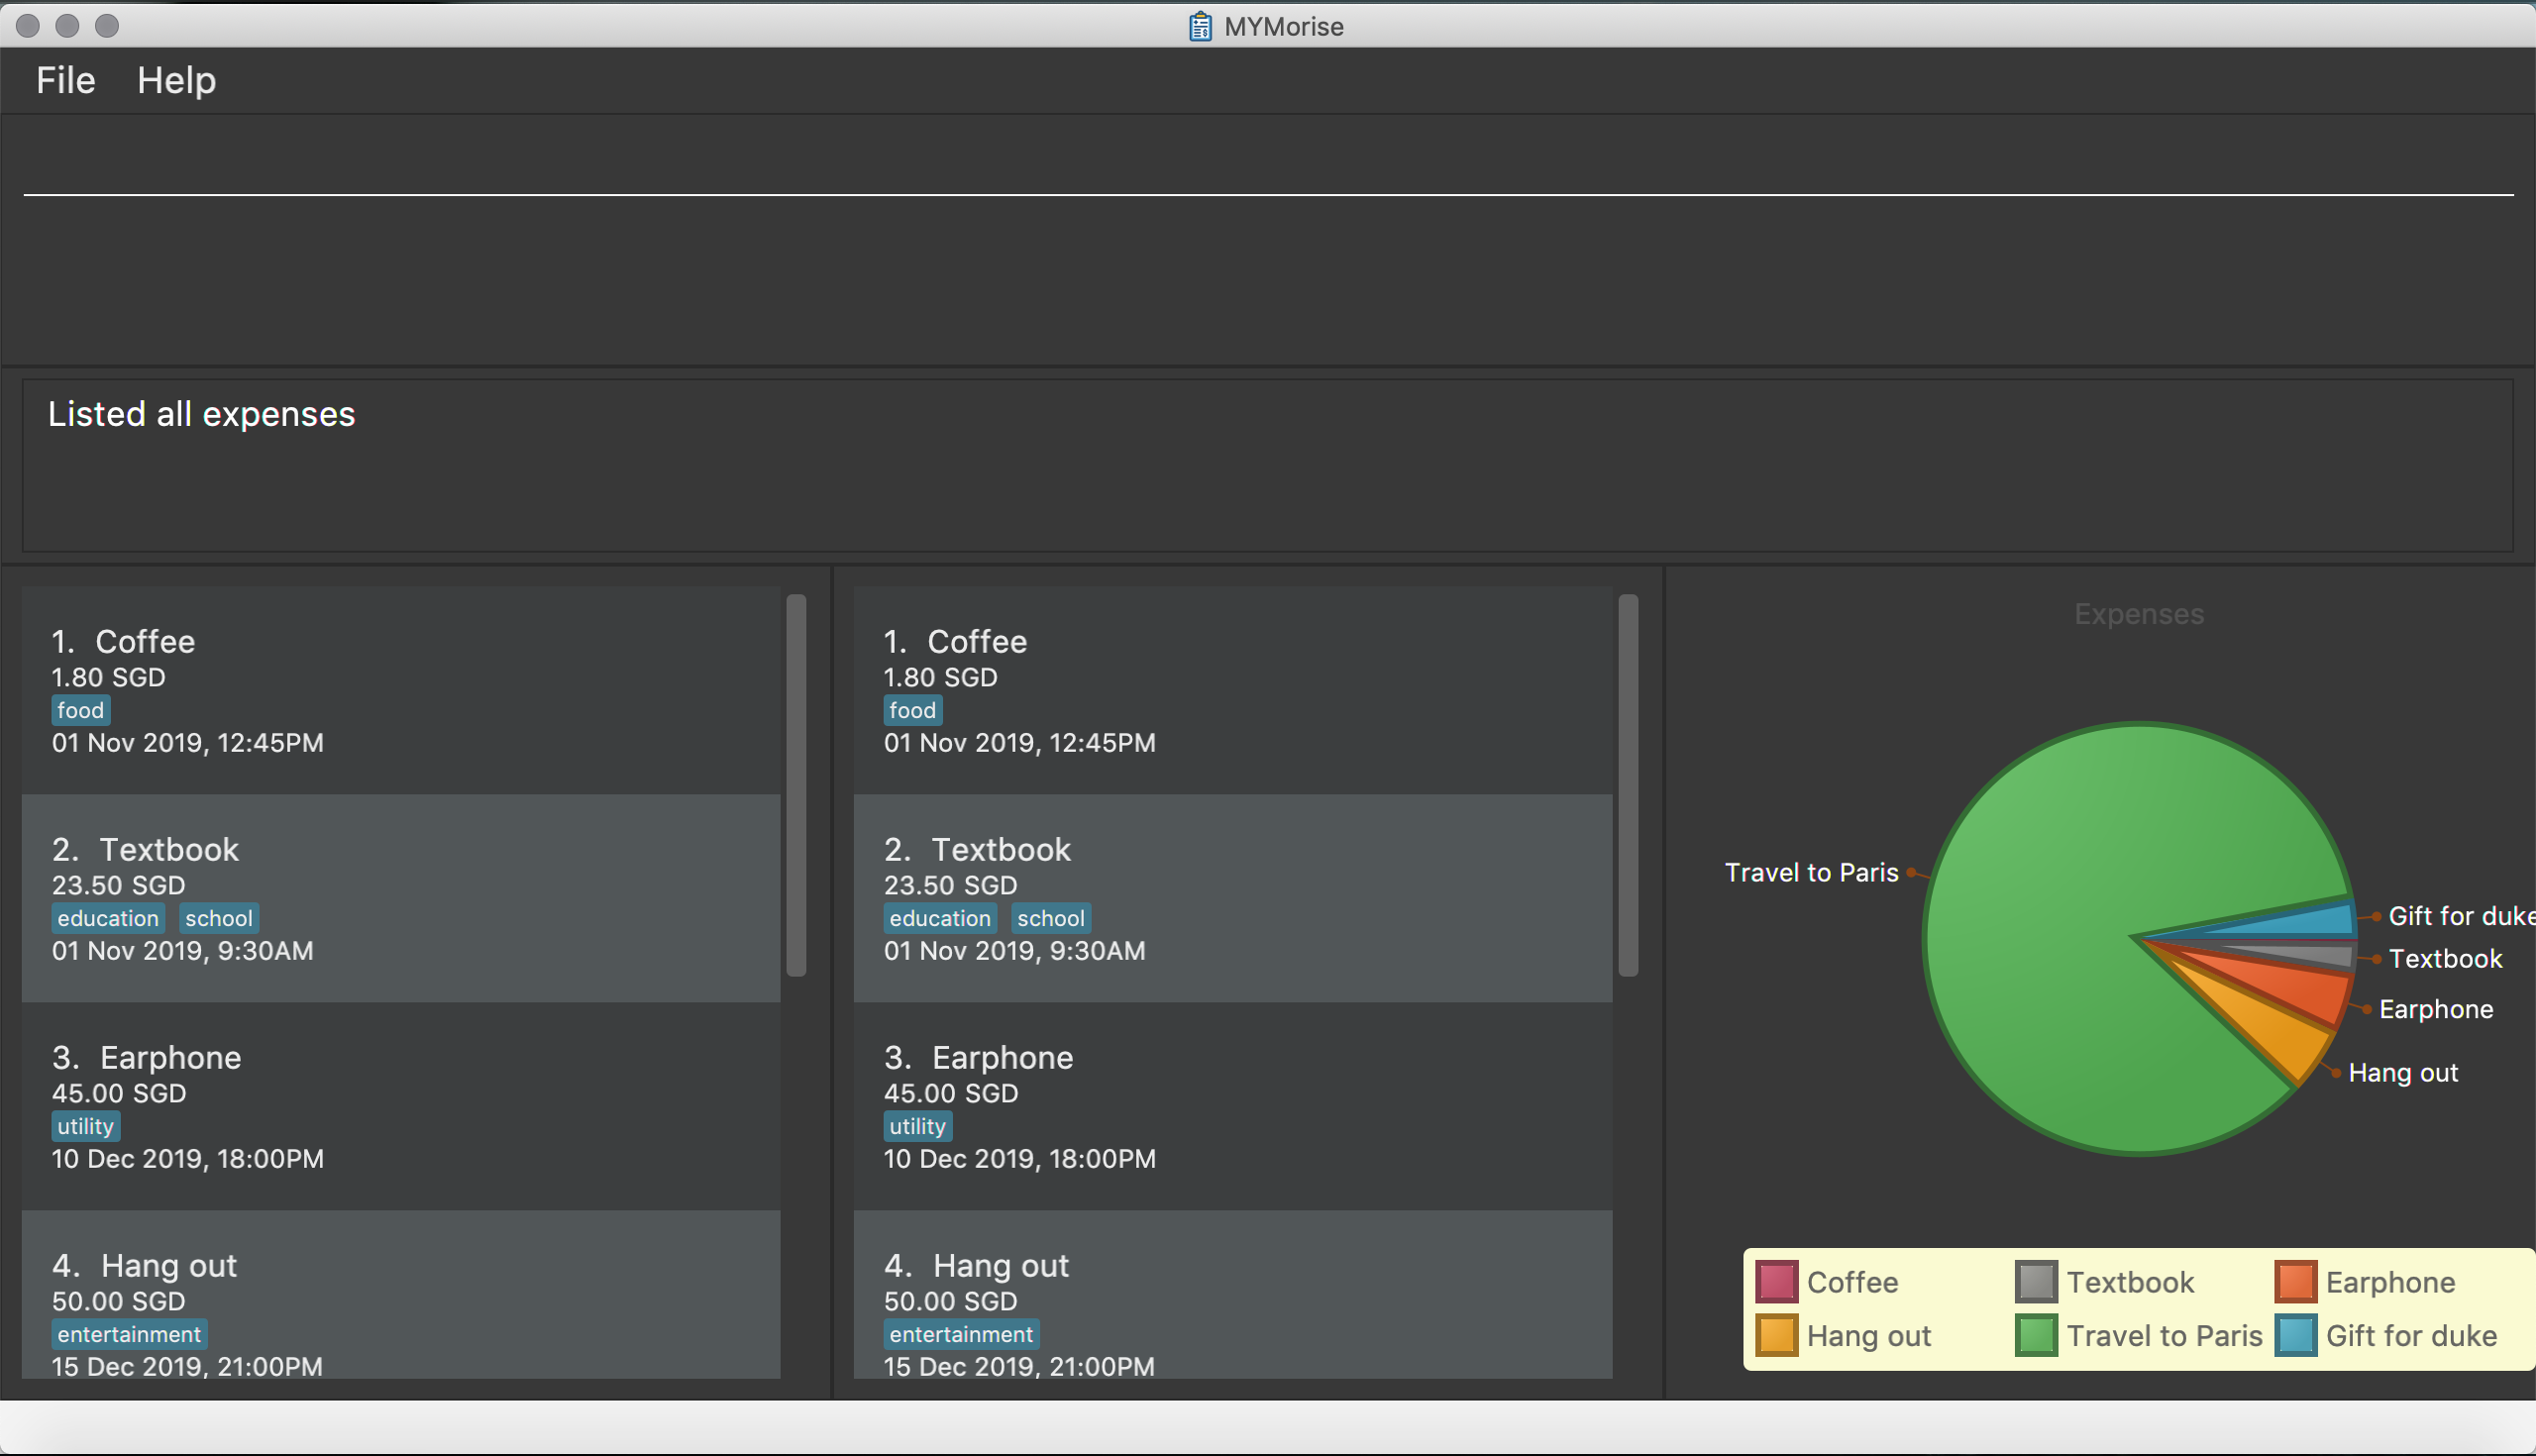 MYMorise
File Help
Listed all expenses
1. Coffee
1.80 SGD
food
01 Nov 2019, 12:45PM
2. Textbook
23.50 SGD
education school
01 Nov 2019, 9:30AM
3. Earphone
45.00 SGD
utility
10 Dec 2019, 18:00PM
4. Hang out
50.00 SGD
entertainment
15 Dec 2019, 21:00PM
1. Coffee
1.80 SGD
food
01 Nov 2019, 12:45PM
2. Textbook
23.50 SGD
education school
01 Nov 2019, 9:30AM
3. Earphone
45.00 SGD
utility
10 Dec 2019, 18:00PM
4. Hang out
50.00 SGD
entertainment
15 Dec 2019, 21:00PM
Expenses
Travel to Paris
Gift for duke
Textbook
Earphone
Hang out
Coffee Textbook Earphone
Hang out Travel to Paris Gift for duke